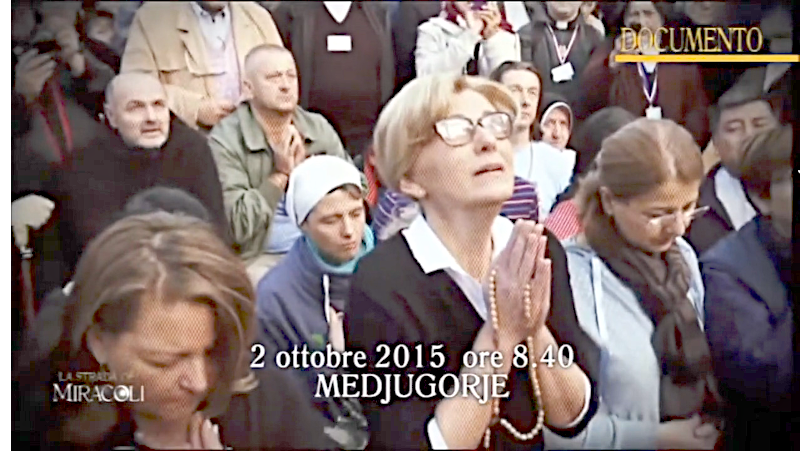 DOCUMENTO
2 ottobre 2015 ore 8.40
MEDJUGORJE
LA STRADA DEI
MIRACOLI